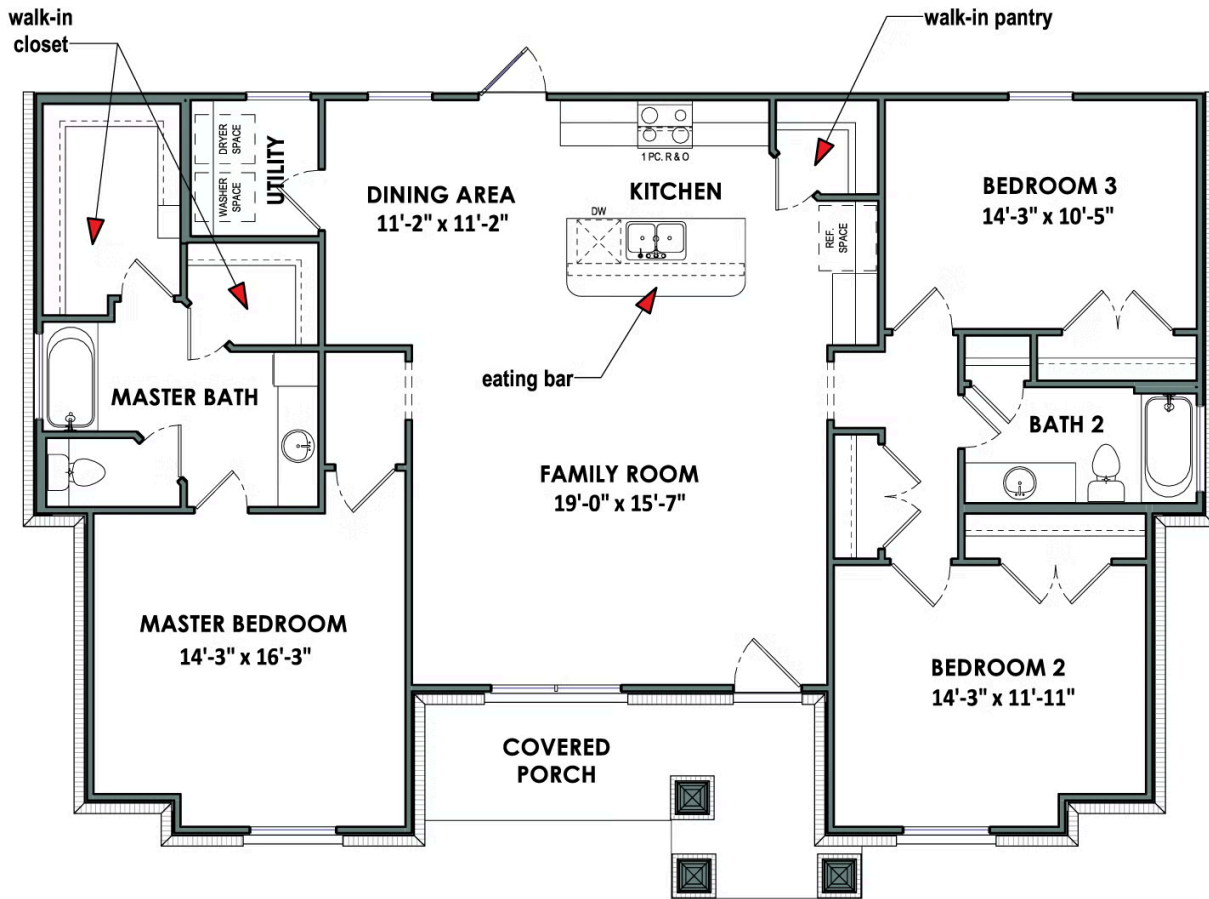 walk-in
closet
walk-in pantry
DRYER
SPACE
WASHER
SPACE
UTILITY
DINING AREA
11'-2" x 11'-2"
1 PC. R & O
KITCHEN
DW
REF.
SPACE
BEDROOM 3
14'-3" x 10'-5"
eating bar
MASTER BATH
BATH 2
FAMILY ROOM
19'-0" x 15'-7"
MASTER BEDROOM
14'-3" x 16'-3"
BEDROOM 2
14'-3" x 11'-11"
COVERED
PORCH